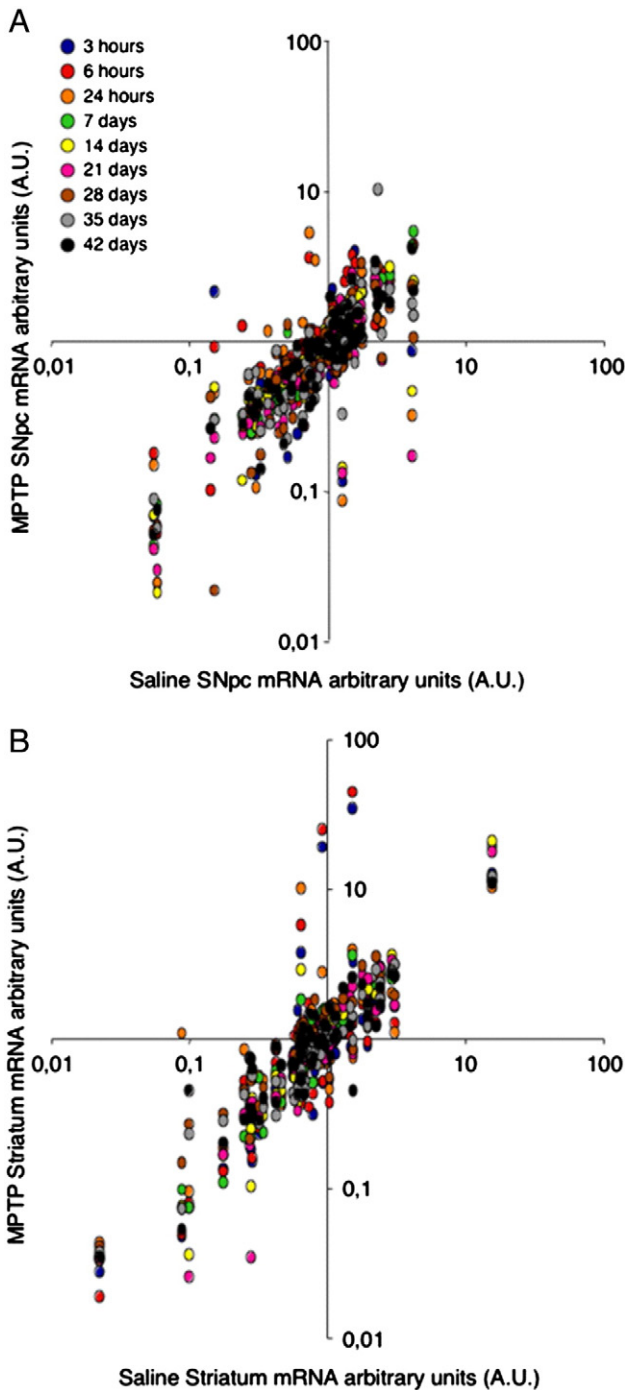 A
3 hours
6 hours
24 hours
7 days
14 days
21 days
28 days
35 days
42 days
100
10
0,01
0,1
10
100
0,1
0,01
MPTP SNpc mRNA arbitrary units (A.U.)
Saline SNpc mRNA arbitrary units (A.U.)
B
100
10
0,01
0,1
10
100
0,1
0,01
MPTP Striatum mRNA arbitrary units (A.U.)
Saline Striatum mRNA arbitrary units (A.U.)